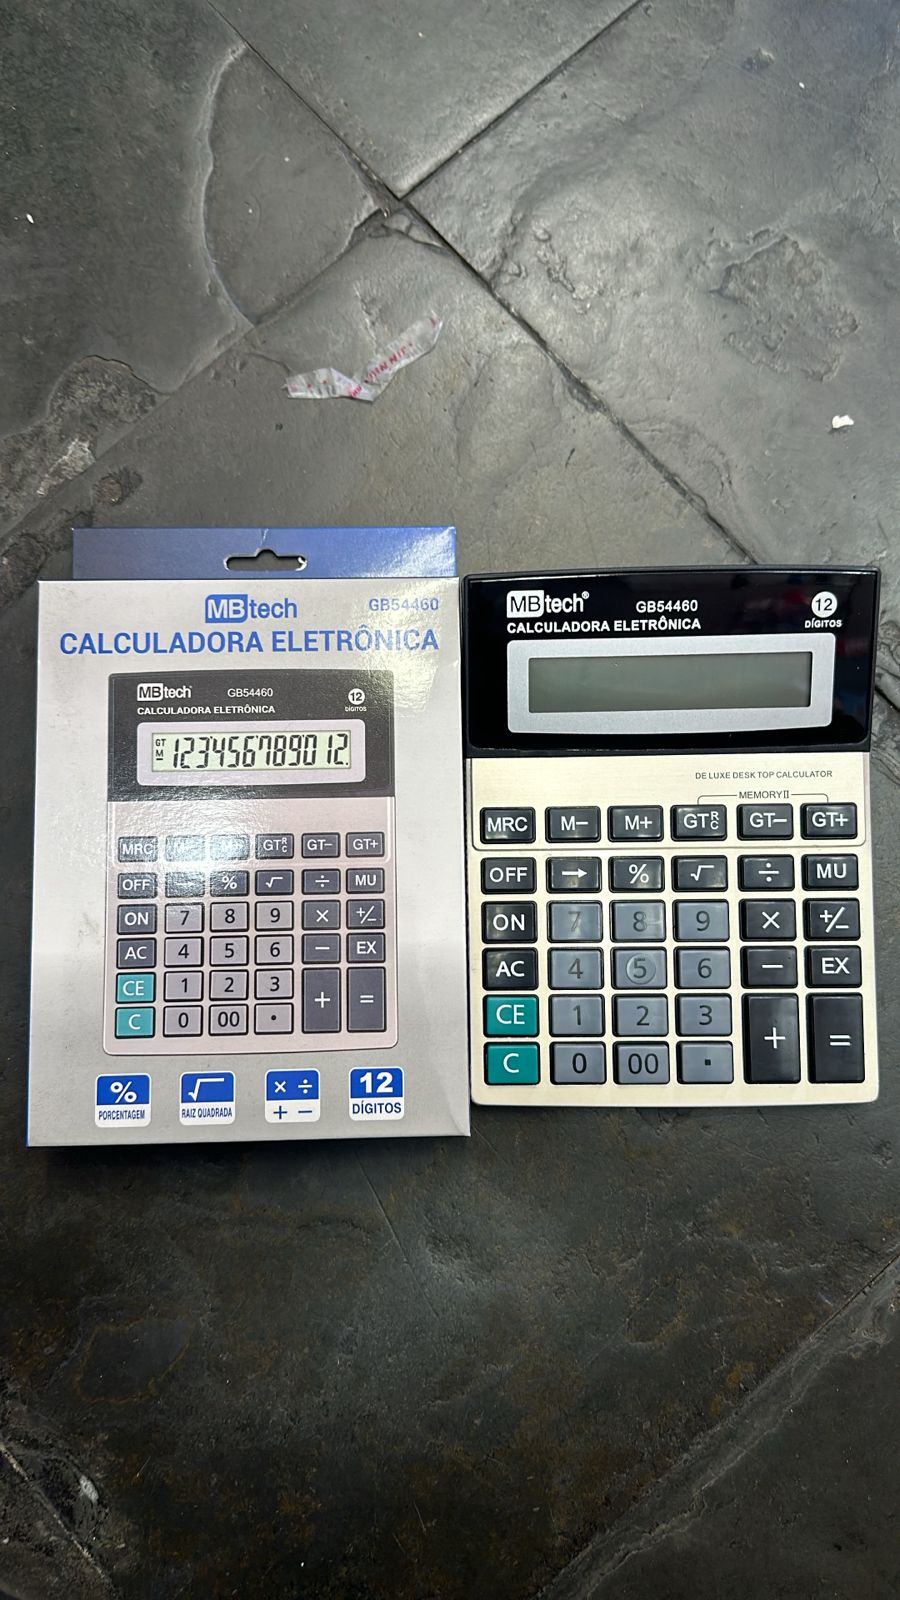 MBtech GB54460
CALCULADORA ELETRÔNICA
MBtech GB54460 12
CALCULADORA ELETRÔNICA DÍGITOS
GT
M
123456789012.
MRC M- M+ GT RC GT- GT+
OFF % √ ÷ MU
ON 7 8 9 × +/-
AC 4 5 6 - EX
CE 1 2 3 + =
C 0 00 .
% √ × ÷ 12
PORCENTAGEM RAIZ QUADRADA + - DÍGITOS
MBtech® GB54460 12
CALCULADORA ELETRÔNICA DÍGITOS
DE LUXE DESK TOP CALCULATOR
MEMORY II
MRC M- M+ GT RC GT- GT+
OFF → % √ ÷ MU
ON 7 8 9 × +/-
AC 4 5 6 - EX
CE 1 2 3 + =
C 0 00 .